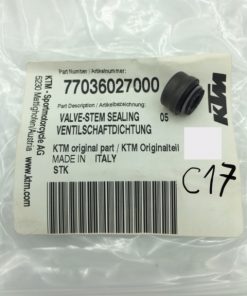 Part Number / Artikelnummer:
77036027000
Part Description / Artikelbezeichnung:
VALVE-STEM SEALING 05
VENTILSCHAFTDICHTUNG
KTM original part / KTM Originalteil
MADE IN ITALY
STK
KTM - Sportmotorcycle AG
5230 Mattighofen/Austria
www.ktm.com
KTM
C17